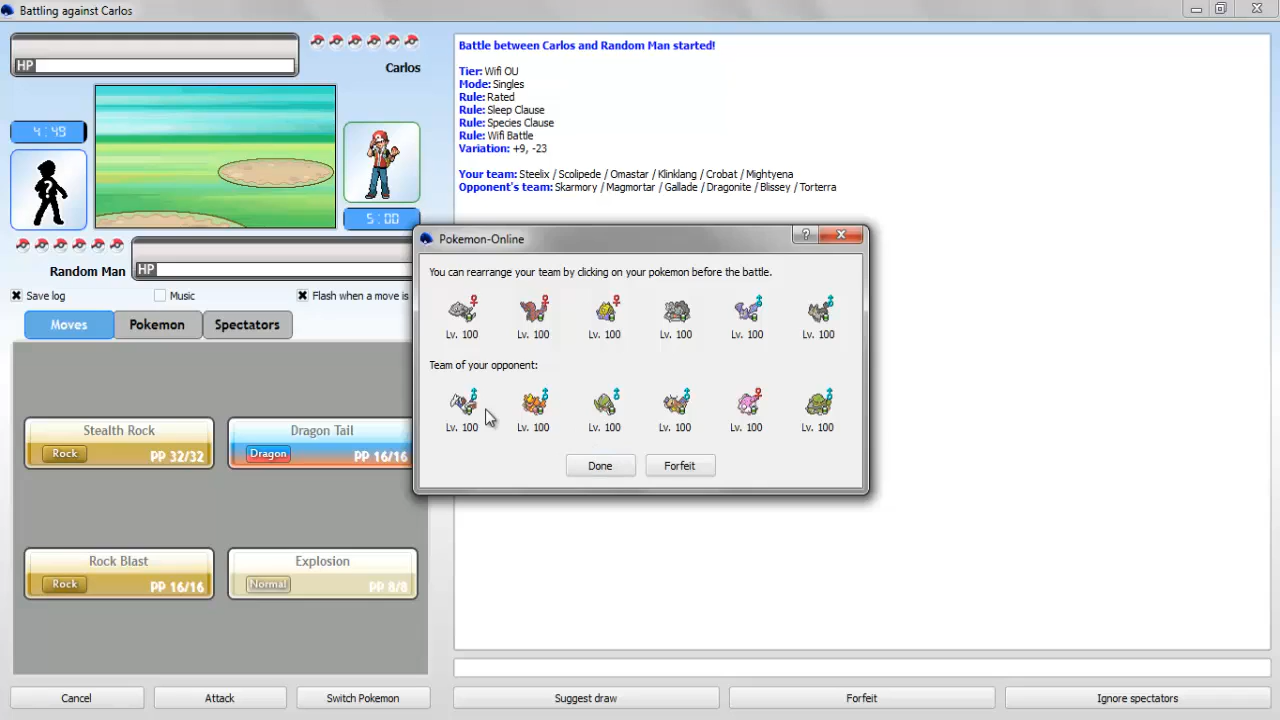 Battling against Carlos
HP
Carlos
4:49
5:00
Random Man
HP
Save log
Music
Flash when a move is
Moves
Pokemon
Spectators
Stealth Rock
Rock
PP 32/32
Dragon Tail
Dragon
PP 16/16
Rock Blast
Rock
PP 16/16
Explosion
Normal
PP 8/8
Cancel
Attack
Switch Pokemon
Battle between Carlos and Random Man started!
Tier: Wifi OU
Mode: Singles
Rule: Rated
Rule: Sleep Clause
Rule: Species Clause
Rule: Wifi Battle
Variation: +9, -23
Your team: Steelix / Scolipede / Omastar / Klinklang / Crobat / Mightyena
Opponent's team: Skarmory / Magmortar / Gallade / Dragonite / Blissey / Torterra
Pokemon-Online
You can rearrange your team by clicking on your pokemon before the battle.
Lv. 100 Lv. 100 Lv. 100 Lv. 100 Lv. 100 Lv. 100
Team of your opponent:
Lv. 100 Lv. 100 Lv. 100 Lv. 100 Lv. 100 Lv. 100
Done
Forfeit
Suggest draw
Forfeit
Ignore spectators